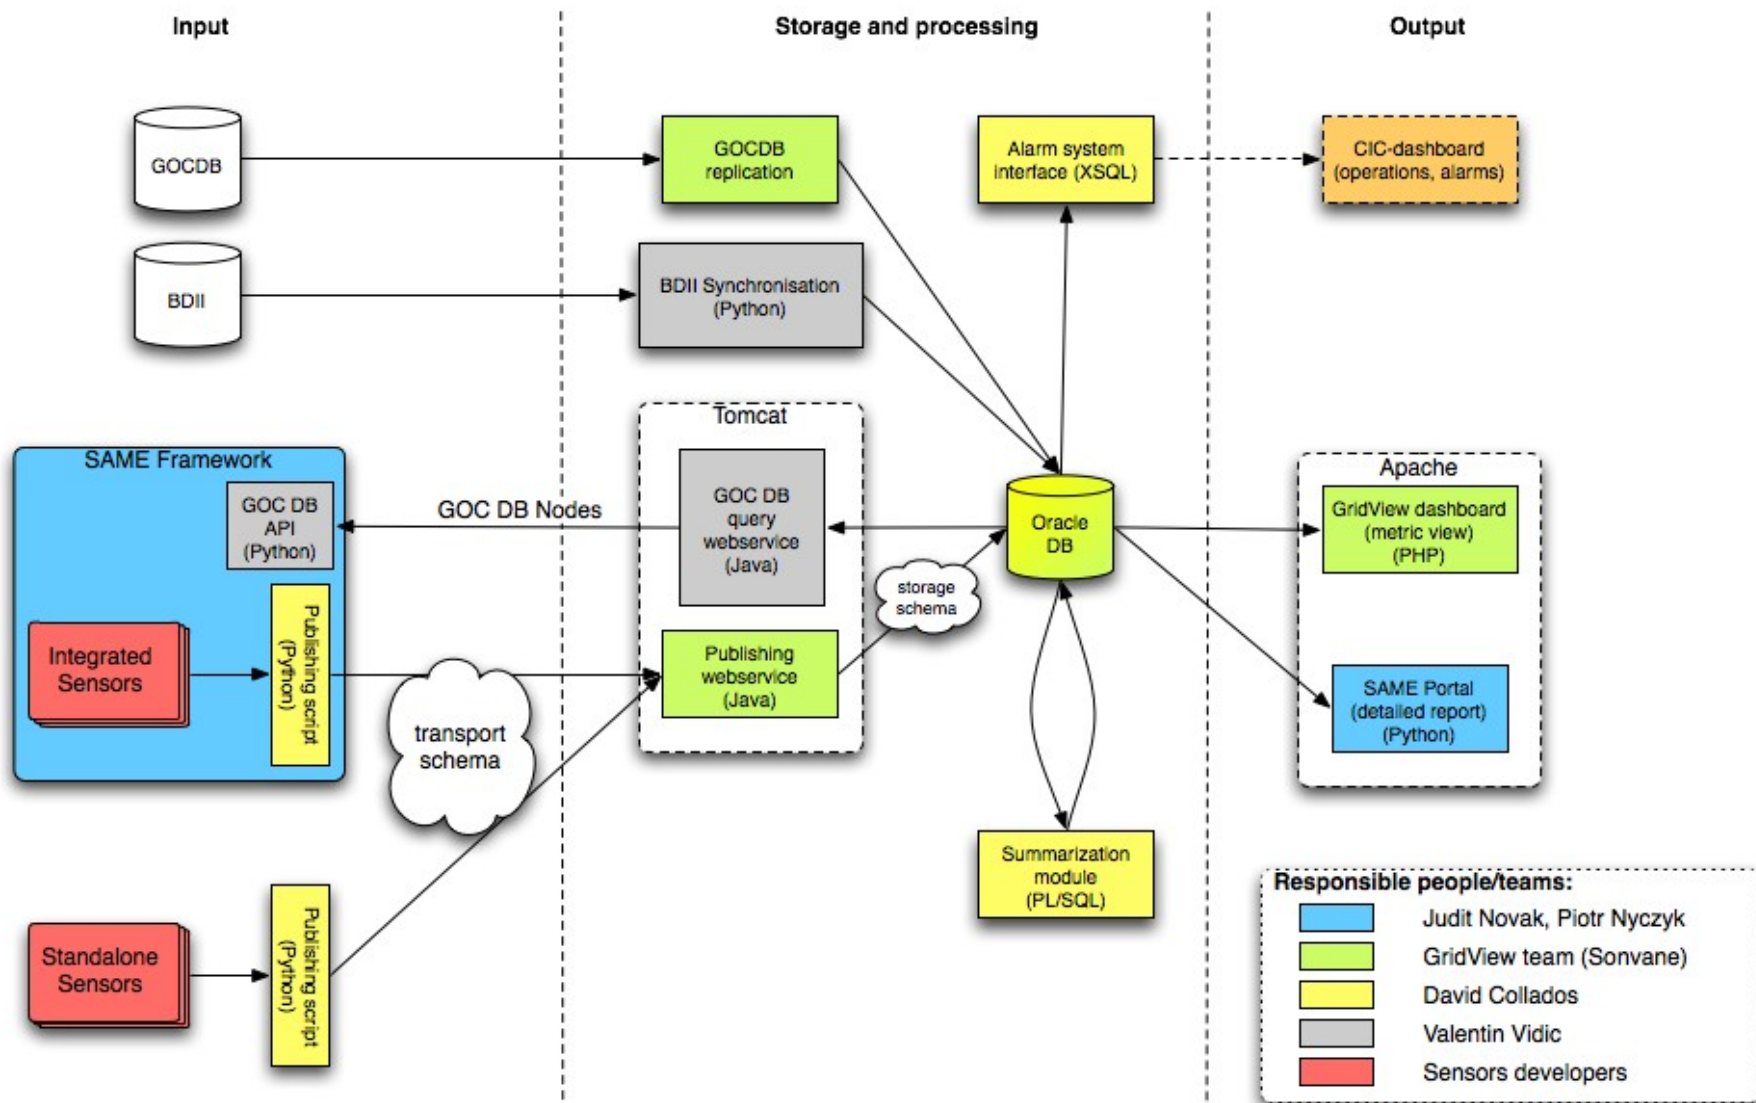 Input
Storage and processing
Output
GOCDB
GOCDB
replication
Alarm system
interface (XSQL)
CIC-dashboard
(operations, alarms)
BDII
BDII Synchronisation
(Python)
Tomcat
SAME Framework
GOC DB
API
(Python)
GOC DB Nodes
GOC DB
query
webservice
(Java)
Oracle
DB
Apache
GridView dashboard
(metric view)
(PHP)
storage
schema
Integrated
Sensors
Publishing script
(Python)
transport
schema
Publishing
webservice
(Java)
SAME Portal
(detailed report)
(Python)
Summarization
module
(PL/SQL)
Standalone
Sensors
Publishing script
(Python)
Responsible people/teams:
Judit Novak, Piotr Nyczyk
GridView team (Sonvane)
David Collados
Valentin Vidic
Sensors developers